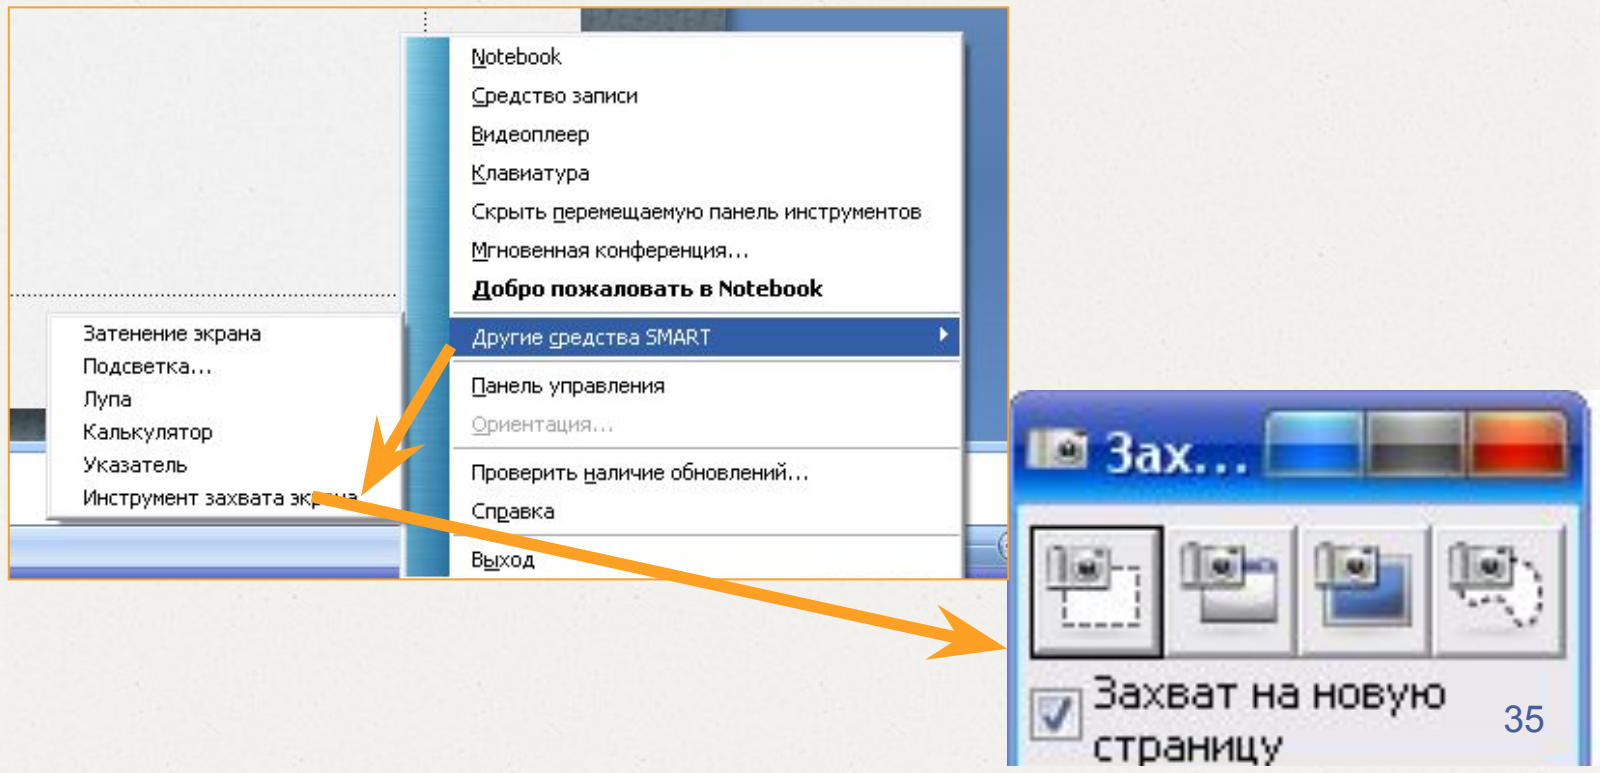 Notebook
Средство записи
Видеоплеер
Клавиатура
Скрыть перемещаемую панель инструментов
Мгновенная конференция...
Добро пожаловать в Notebook
Другие средства SMART
Панель управления
Ориентация...
Проверить наличие обновлений...
Справка
Выход
Затенение экрана
Подсветка...
Лупа
Калькулятор
Указатель
Инструмент захвата экрана
Зах...
Захват на новую
страницу
35